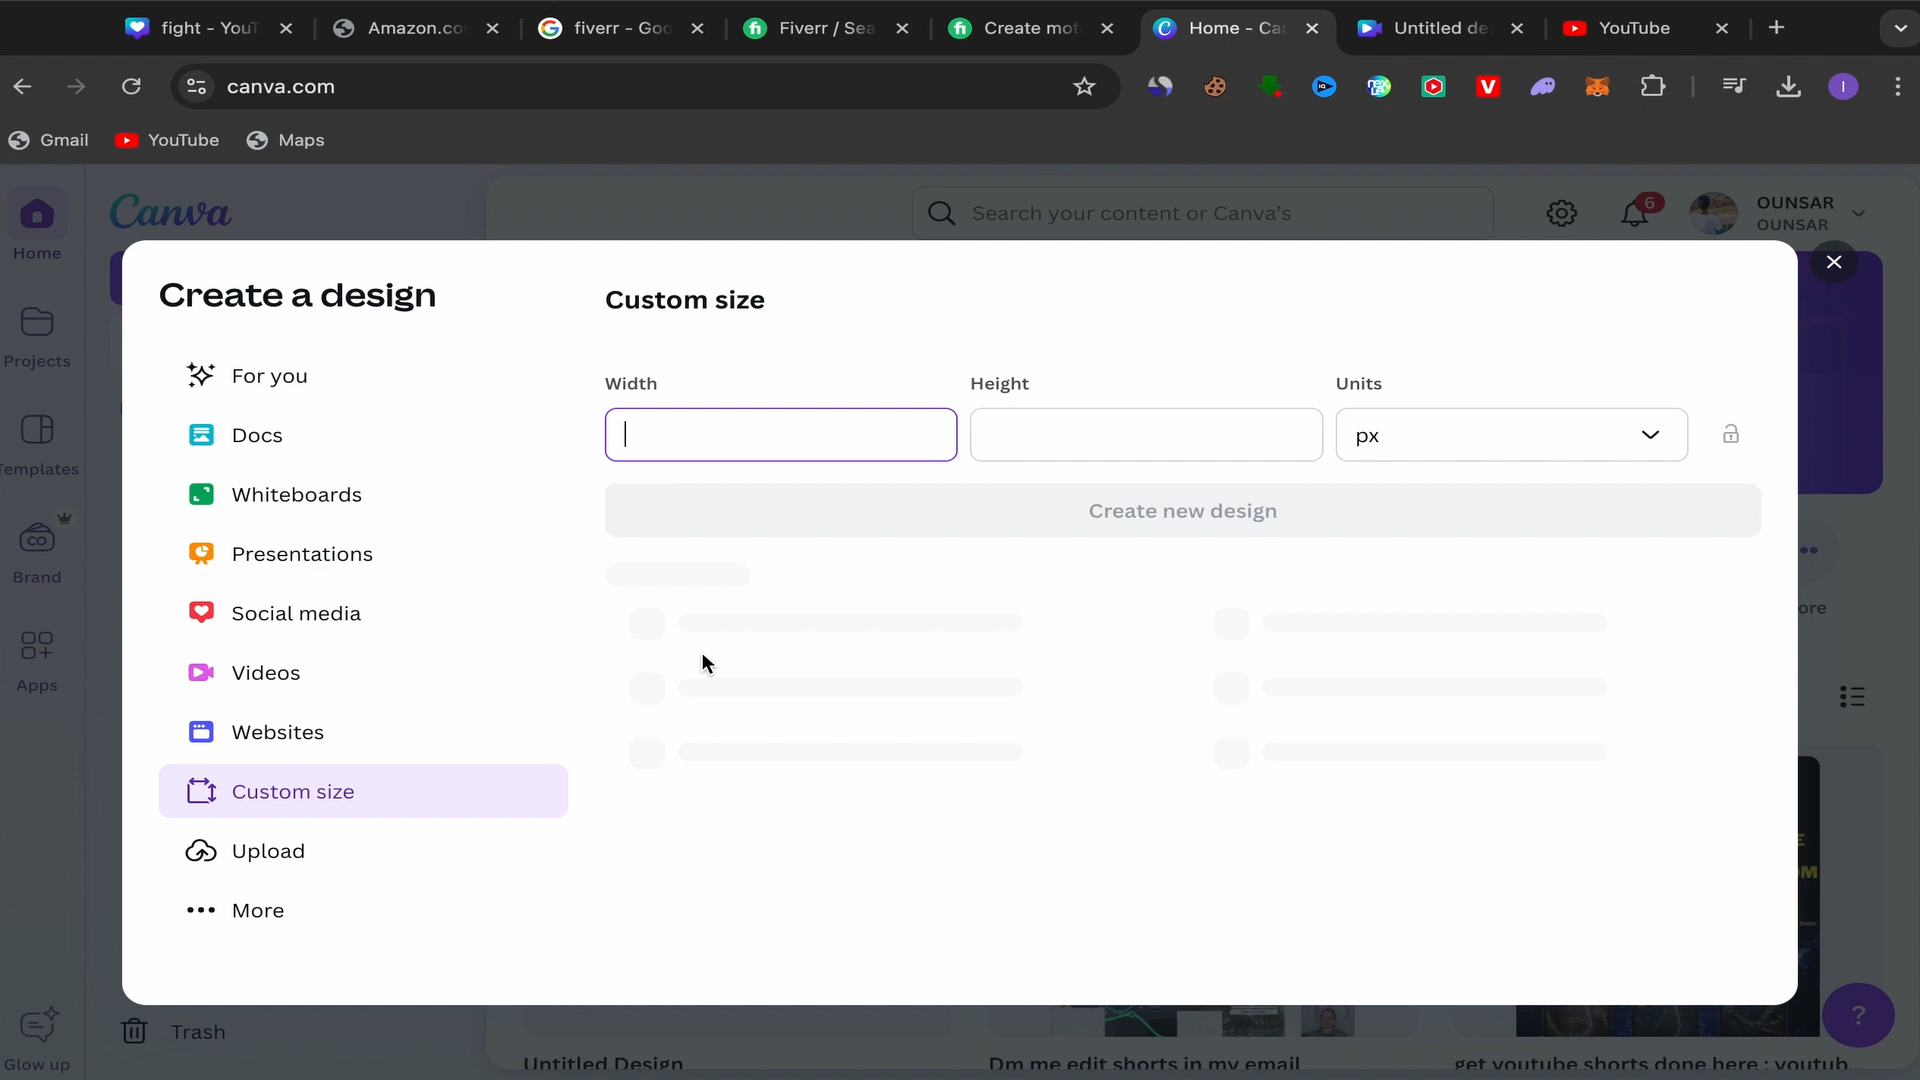 fight - You
Amazon.co
fiverr - Goo
Fiverr / Sea
Create mot
Home - Ca
Untitled de
YouTube
canva.com
Gmail
YouTube
Maps
Canva
Search your content or Canva's
6
OUNSAR
OUNSAR
Home
Projects
Templates
Brand
Apps
Glow up
Trash
Create a design
For you
Docs
Whiteboards
Presentations
Social media
Videos
Websites
Custom size
Upload
More
Custom size
Width
Height
Units
px
Create new design
ore
?
Untitled Design
Dm me edit shorts in my email
get youtube shorts done here : youtub...